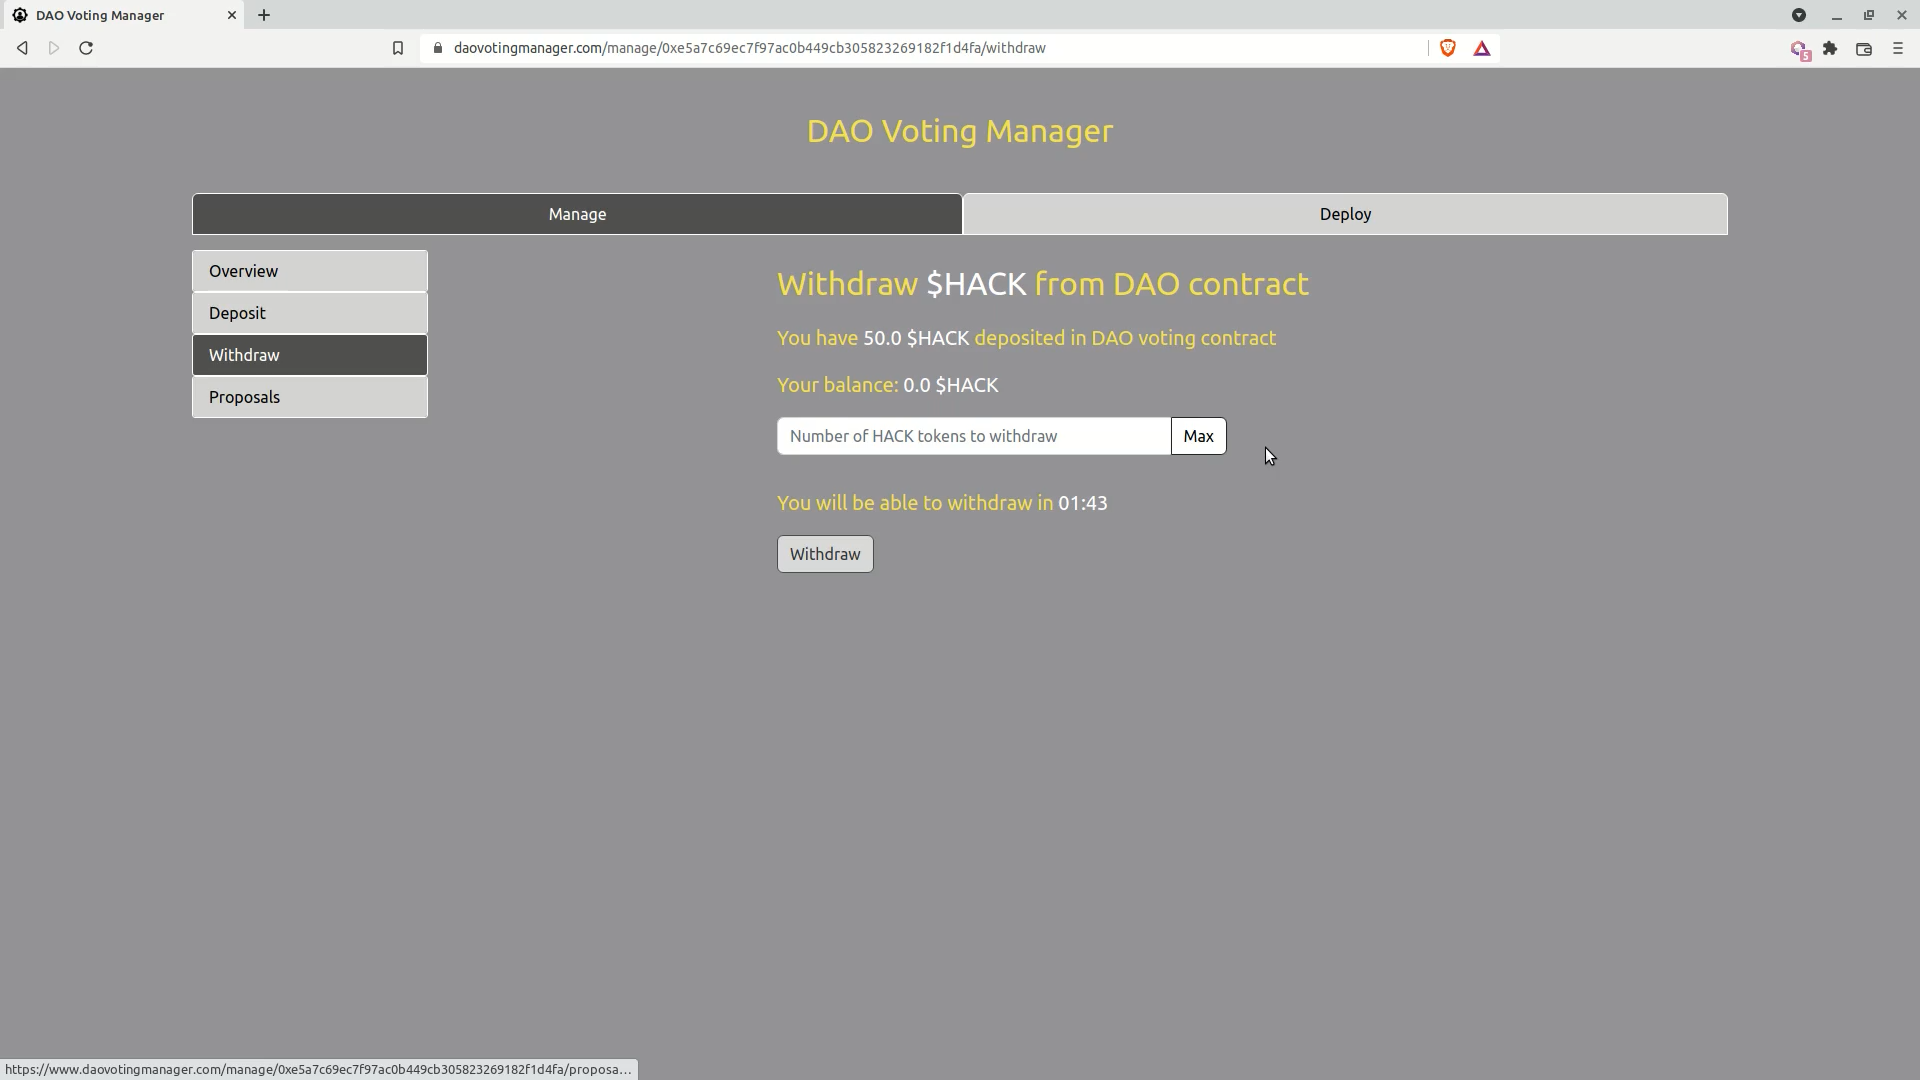 DAO Voting Manager
daovotingmanager.com/manage/0xe5a7c69ec7f97ac0b449cb305823269182f1d4fa/withdraw
5
DAO Voting Manager
Manage
Deploy
Overview
Deposit
Withdraw
Proposals
Withdraw $HACK from DAO contract
You have 50.0 $HACK deposited in DAO voting contract
Your balance: 0.0 $HACK
Number of HACK tokens to withdraw
Max
You will be able to withdraw in 01:43
Withdraw
https://www.daovotingmanager.com/manage/0xe5a7c69ec7f97ac0b449cb305823269182f1d4fa/proposa...